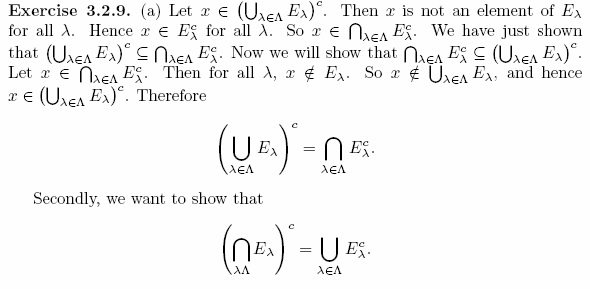 Exercise 3.2.9. (a) Let x ∈ (⋃_{λ∈Λ} E_λ)^c. Then x is not an element of E_λ
for all λ. Hence x ∈ E_λ^c for all λ. So x ∈ ⋂_{λ∈Λ} E_λ^c. We have just shown
that (⋃_{λ∈Λ} E_λ)^c ⊆ ⋂_{λ∈Λ} E_λ^c. Now we will show that ⋂_{λ∈Λ} E_λ^c ⊆ (⋃_{λ∈Λ} E_λ)^c.
Let x ∈ ⋂_{λ∈Λ} E_λ^c. Then for all λ, x ∉ E_λ. So x ∉ ⋃_{λ∈Λ} E_λ, and hence
x ∈ (⋃_{λ∈Λ} E_λ)^c. Therefore
(⋃_{λ∈Λ} E_λ)^c = ⋂_{λ∈Λ} E_λ^c.
Secondly, we want to show that
(⋂_{λΛ} E_λ)^c = ⋃_{λ∈Λ} E_λ^c.